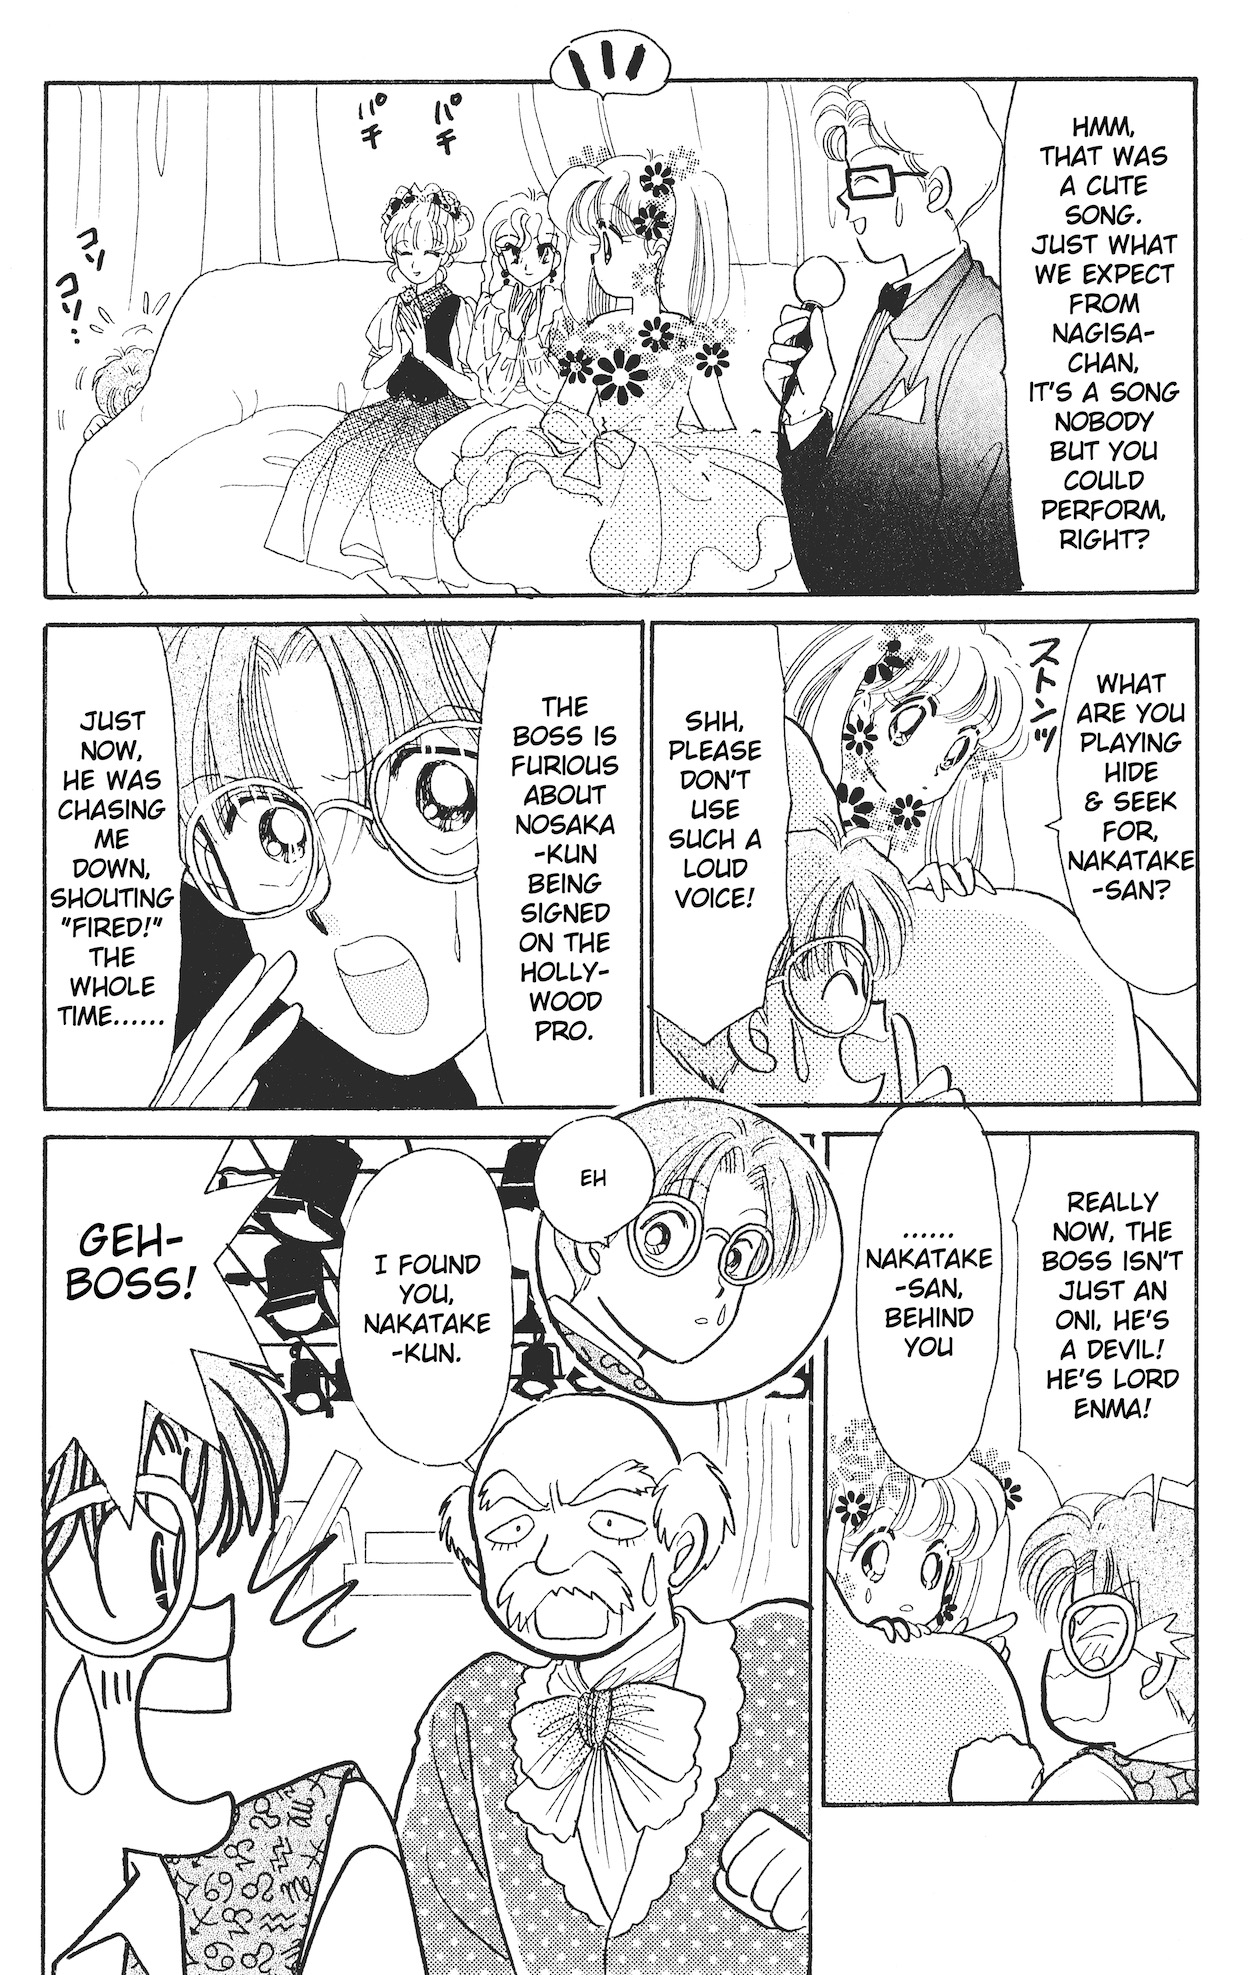 HMM,
THAT WAS
A CUTE
SONG.
JUST WHAT
WE EXPECT
FROM
NAGISA-
CHAN,
IT'S A SONG
NOBODY
BUT YOU
COULD
PERFORM,
RIGHT?
パチ
パチ
コソ
コソ・
WHAT
ARE YOU
PLAYING
HIDE
& SEEK
FOR,
NAKATAKE
-SAN?
ストンッ
SHH,
PLEASE
DON'T
USE
SUCH A
LOUD
VOICE!
THE
BOSS IS
FURIOUS
ABOUT
NOSAKA
-KUN
BEING
SIGNED
ON THE
HOLLY-
WOOD
PRO.
JUST
NOW,
HE WAS
CHASING
ME
DOWN,
SHOUTING
"FIRED!"
THE
WHOLE
TIME......
REALLY
NOW, THE
BOSS ISN'T
JUST AN
ONI, HE'S
A DEVIL!
HE'S LORD
ENMA!
......
NAKATAKE
-SAN,
BEHIND
YOU
EH
I FOUND
YOU,
NAKATAKE
-KUN.
GEH-
BOSS!